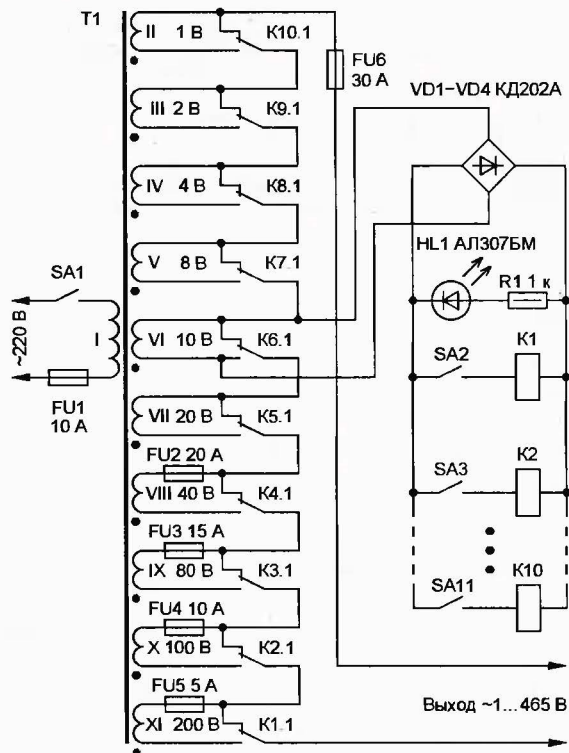 T1
II 1 В
K10.1
FU6
30 А
VD1–VD4 КД202А
III 2 В
K9.1
IV 4 В
K8.1
HL1 АЛ307БМ
V 8 В
K7.1
SA1
R1 1 к
~220 В
I
VI 10 В
K6.1
SA2
K1
FU1
10 А
VII 20 В
K5.1
FU2 20 А
VIII 40 В
K4.1
SA3
K2
FU3 15 А
IX 80 В
K3.1
SA11
K10
FU4 10 А
X 100 В
K2.1
FU5 5 А
Выход ~1...465 В
XI 200 В
K1.1